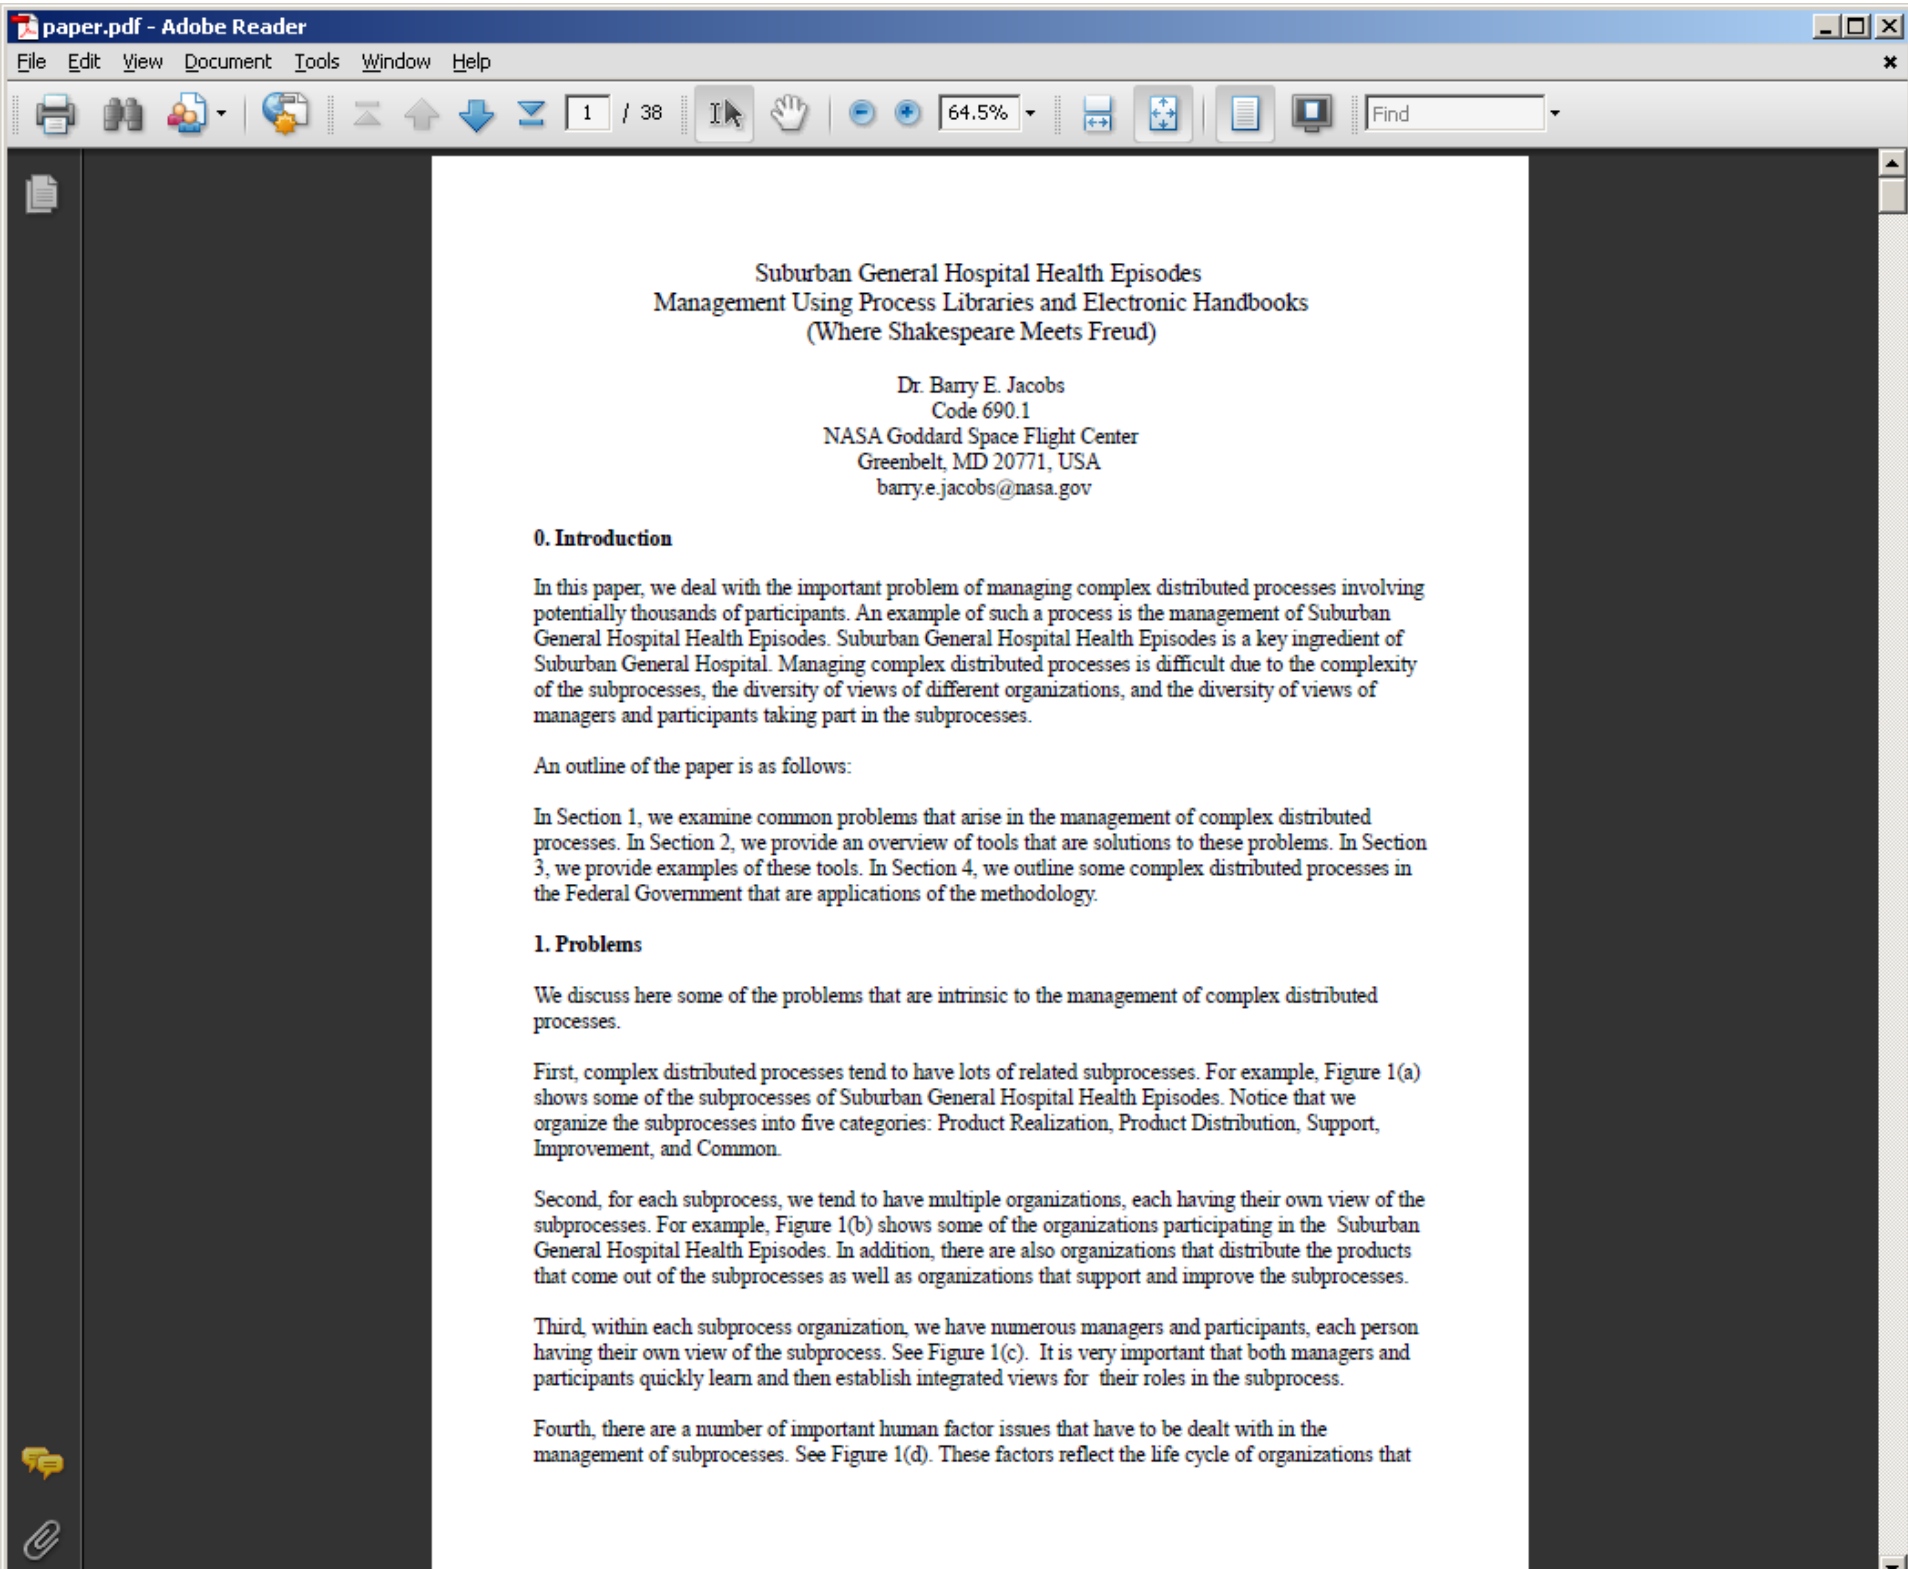 paper.pdf - Adobe Reader
File Edit View Document Tools Window Help
1 / 38 64.5% Find
Suburban General Hospital Health Episodes
Management Using Process Libraries and Electronic Handbooks
(Where Shakespeare Meets Freud)
Dr. Barry E. Jacobs
Code 690.1
NASA Goddard Space Flight Center
Greenbelt, MD 20771, USA
barry.e.jacobs@nasa.gov
0. Introduction
In this paper, we deal with the important problem of managing complex distributed processes involving
potentially thousands of participants. An example of such a process is the management of Suburban
General Hospital Health Episodes. Suburban General Hospital Health Episodes is a key ingredient of
Suburban General Hospital. Managing complex distributed processes is difficult due to the complexity
of the subprocesses, the diversity of views of different organizations, and the diversity of views of
managers and participants taking part in the subprocesses.
An outline of the paper is as follows:
In Section 1, we examine common problems that arise in the management of complex distributed
processes. In Section 2, we provide an overview of tools that are solutions to these problems. In Section
3, we provide examples of these tools. In Section 4, we outline some complex distributed processes in
the Federal Government that are applications of the methodology.
1. Problems
We discuss here some of the problems that are intrinsic to the management of complex distributed
processes.
First, complex distributed processes tend to have lots of related subprocesses. For example, Figure 1(a)
shows some of the subprocesses of Suburban General Hospital Health Episodes. Notice that we
organize the subprocesses into five categories: Product Realization, Product Distribution, Support,
Improvement, and Common.
Second, for each subprocess, we tend to have multiple organizations, each having their own view of the
subprocesses. For example, Figure 1(b) shows some of the organizations participating in the Suburban
General Hospital Health Episodes. In addition, there are also organizations that distribute the products
that come out of the subprocesses as well as organizations that support and improve the subprocesses.
Third, within each subprocess organization, we have numerous managers and participants, each person
having their own view of the subprocess. See Figure 1(c). It is very important that both managers and
participants quickly learn and then establish integrated views for their roles in the subprocess.
Fourth, there are a number of important human factor issues that have to be dealt with in the
management of subprocesses. See Figure 1(d). These factors reflect the life cycle of organizations that